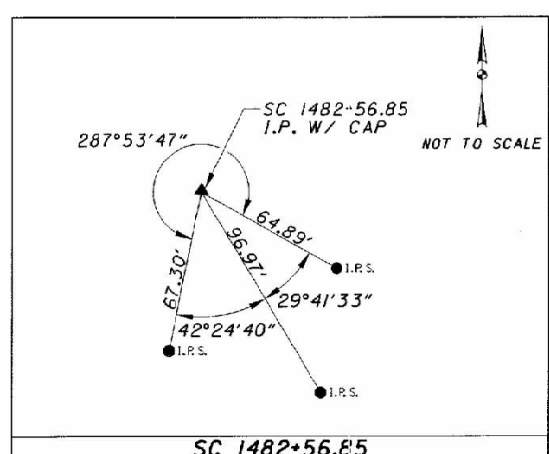 SC 1482+56.85
I.P. W/ CAP
287°53'47"
NOT TO SCALE
64.89'
96.97'
67.30'
I.P.S.
29°41'33"
42°24'40"
I.P.S.
I.P.S.
SC 1482+56.85